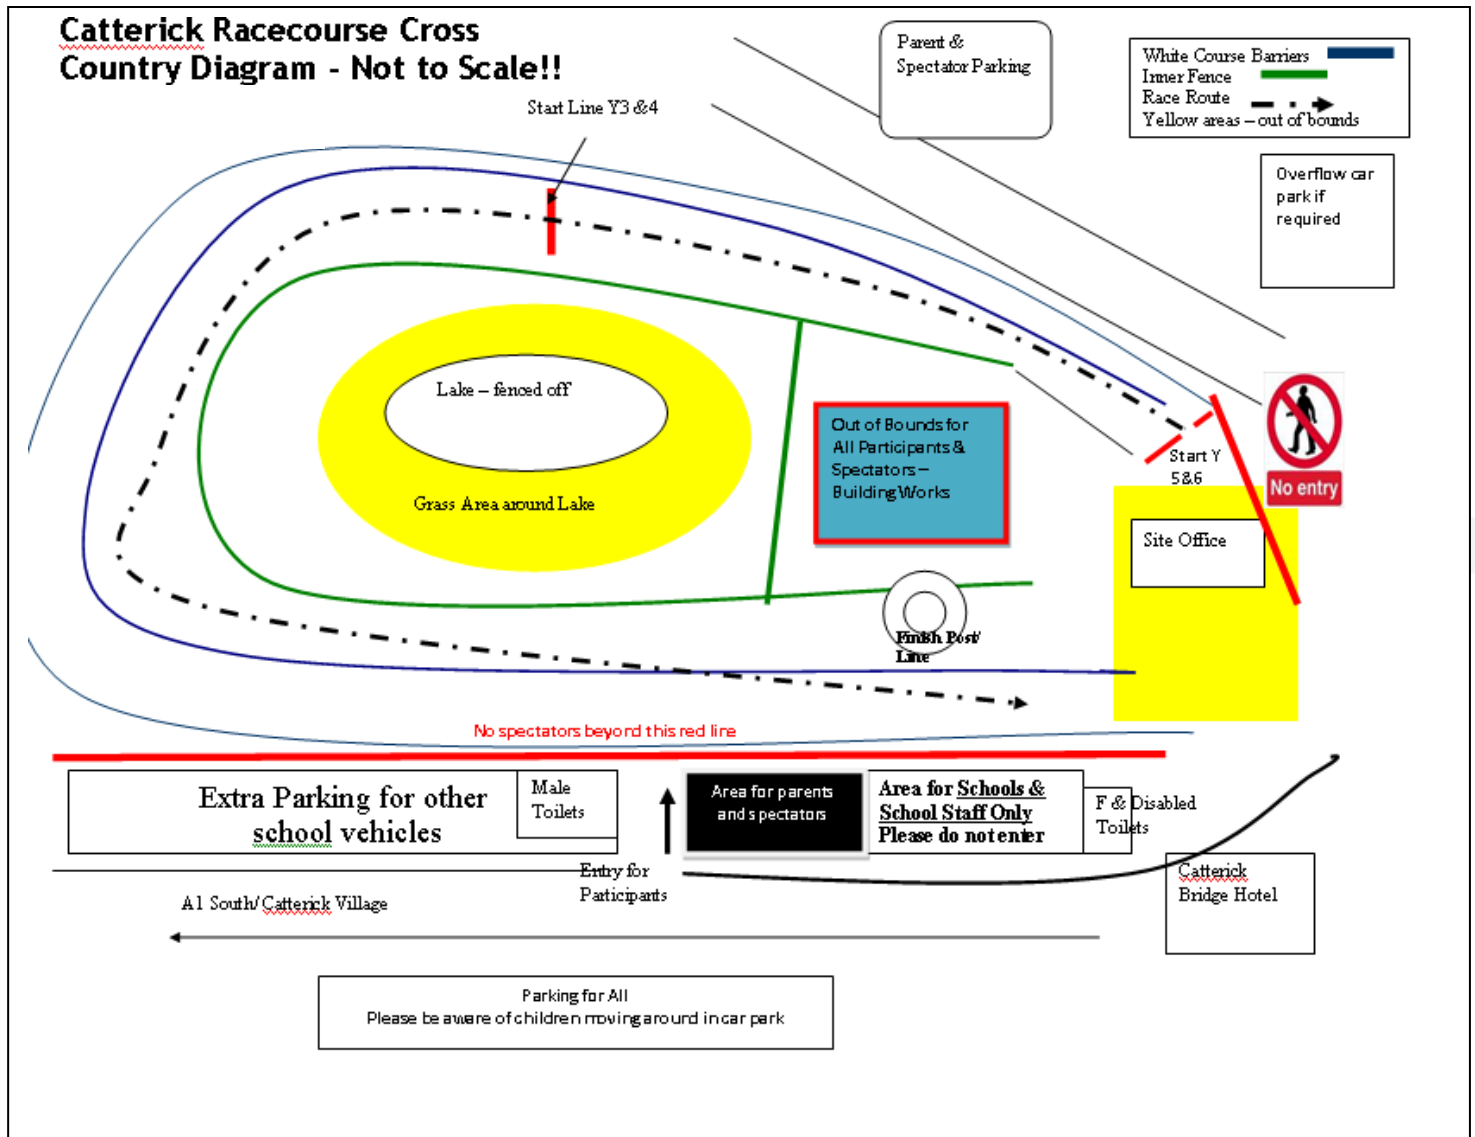 Catterick Racecourse Cross
Country Diagram - Not to Scale!!
Parent &
Spectator Parking
White Course Barriers
Inner Fence
Race Route
Yellow areas – out of bounds
Start Line Y3 &4
Overflow car
park if
required
Lake – fenced off
Grass Area around Lake
Out of Bounds for
All Participants &
Spectators –
Building Works
Start Y
5&6
No entry
Site Office
Finish Post/
Line
No spectators beyond this red line
Extra Parking for other
school vehicles
Male
Toilets
Area for parents
and spectators
Area for Schools &
School Staff Only
Please do not enter
F & Disabled
Toilets
Entry for
Participants
Catterick
Bridge Hotel
A1 South/ Catterick Village
Parking for All
Please be aware of children moving around in car park